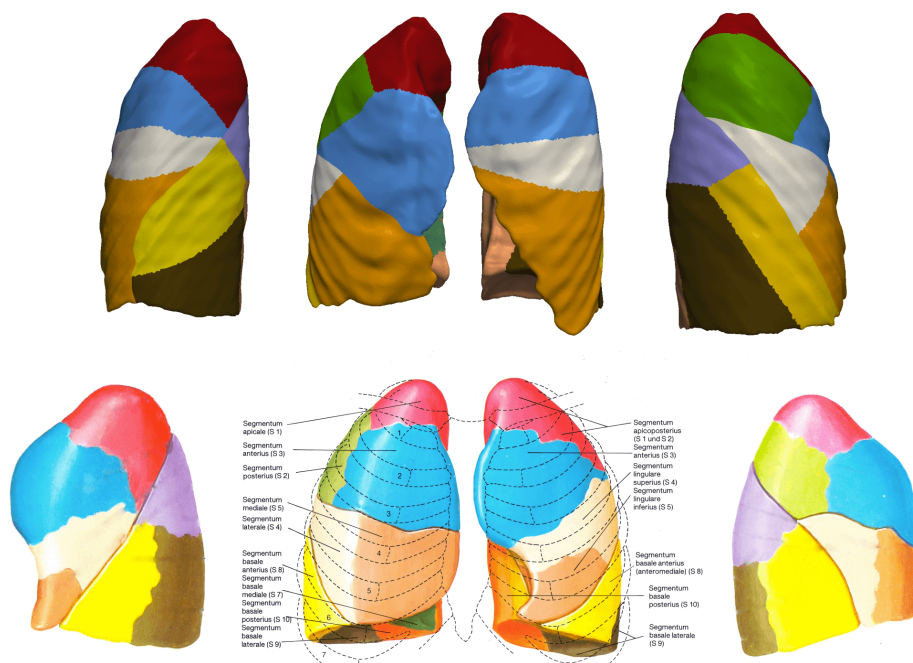 Segmentum
apicale (S 1)
Segmentum
anterius (S 3)
Segmentum
posterius (S 2)
Segmentum
mediale (S 5)
Segmentum
laterale (S 4)
Segmentum
basale
anterius (S 8)
Segmentum
basale
mediale (S 7)
Segmentum
basale
posterius (S 10)
Segmentum
basale
laterale (S 9)
1
2
3
4
5
6
7
Segmentum
apicoposterius
(S 1 und S 2)
Segmentum
anterius (S 3)
Segmentum
lingulare
superius (S 4)
Segmentum
lingulare
inferius (S 5)
Segmentum
basale anterius
(anteromediale) (S 8)
Segmentum
basale
posterius (S 10)
Segmentum
basale laterale
(S 9)